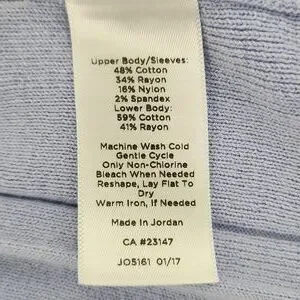 Upper Body/Sleeves:
48% Cotton
34% Rayon
16% Nylon
2% Spandex
Lower Body:
59% Cotton
41% Rayon
Machine Wash Cold
Gentle Cycle
Only Non-Chlorine
Bleach When Needed
Reshape, Lay Flat To
Dry
Warm Iron, If Needed
Made In Jordan
CA #23147
JO5161 01/17